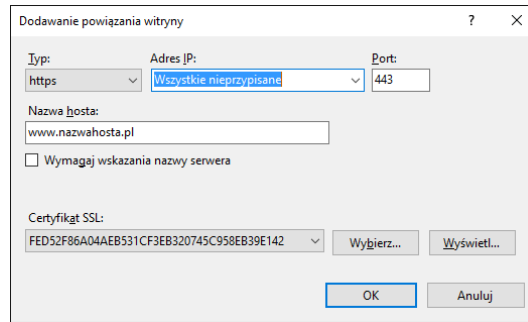 Dodawanie powiązania witryny
Typ: Adres IP: Port:
https Wszystkie nieprzypisane 443
Nazwa hosta:
www.nazwahosta.pl
Wymagaj wskazania nazwy serwera
Certyfikat SSL:
FED52F86A04AEB531CF3EB320745C958EB39E142 Wybierz... Wyświetl...
OK Anuluj